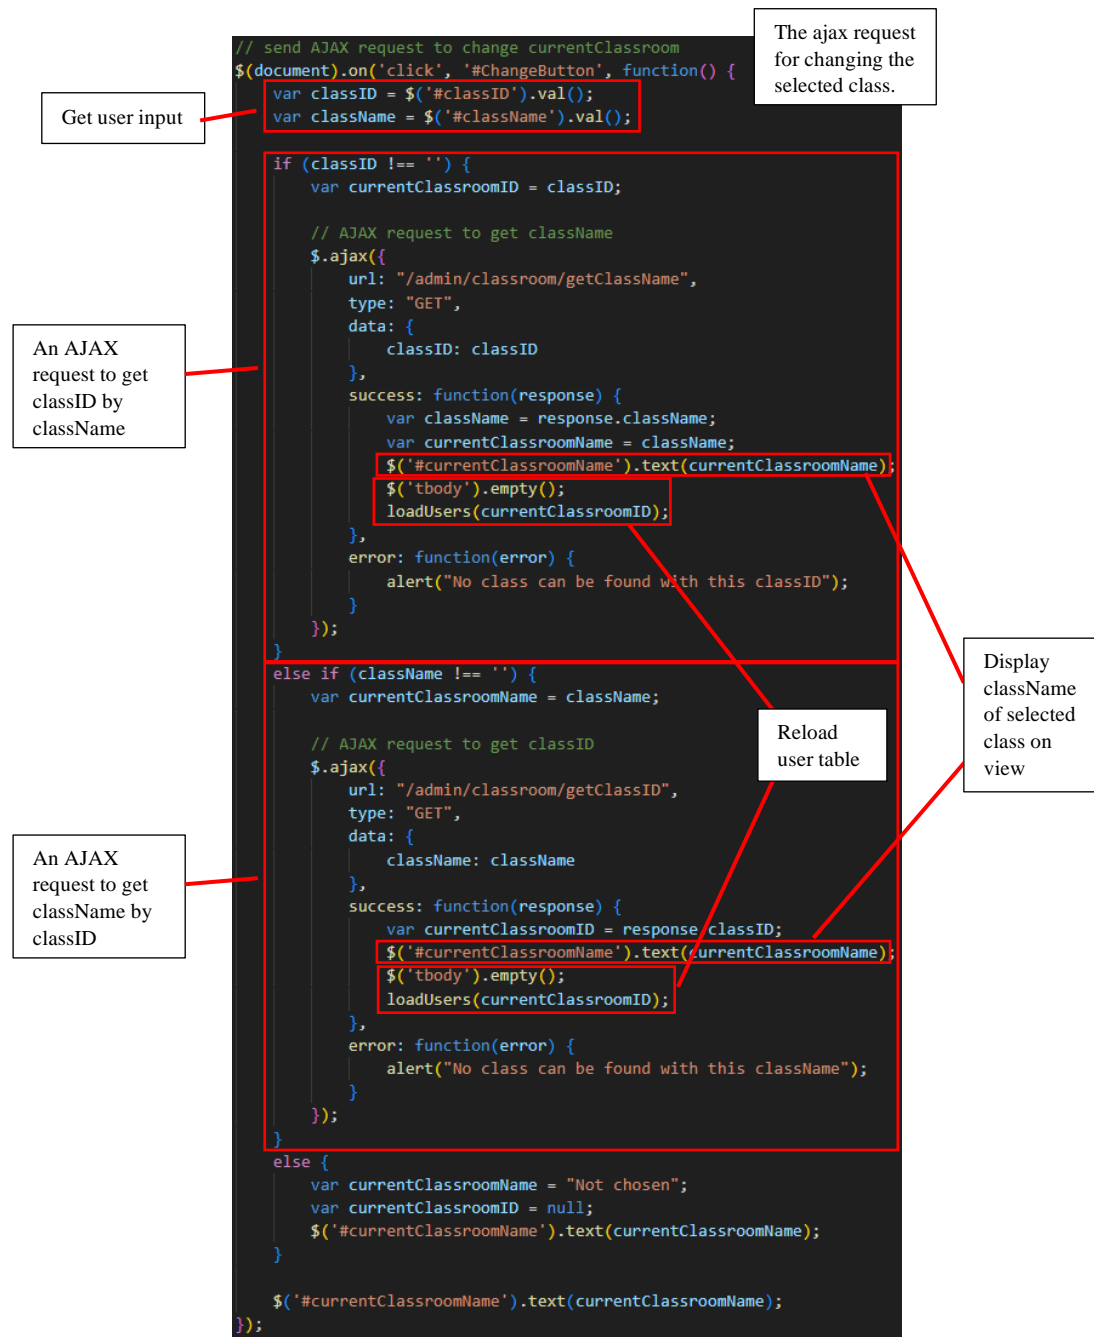 The ajax request
for changing the
selected class.
// send AJAX request to change currentClassroom
$(document).on('click', '#ChangeButton', function() {
var classID = $('#classID').val();
var className = $('#className').val();
Get user input
if (classID !== '') {
var currentClassroomID = classID;
// AJAX request to get className
$.ajax({
url: "/admin/classroom/getClassName",
type: "GET",
data: {
classID: classID
},
success: function(response) {
var className = response.className;
var currentClassroomName = className;
$('#currentClassroomName').text(currentClassroomName);
$('tbody').empty();
loadUsers(currentClassroomID);
},
error: function(error) {
alert("No class can be found with this classID");
}
});
}
An AJAX
request to get
classID by
className
else if (className !== '') {
var currentClassroomName = className;
// AJAX request to get classID
$.ajax({
url: "/admin/classroom/getClassID",
type: "GET",
data: {
className: className
},
success: function(response) {
var currentClassroomID = response.classID;
$('#currentClassroomName').text(currentClassroomName);
$('tbody').empty();
loadUsers(currentClassroomID);
},
error: function(error) {
alert("No class can be found with this className");
}
});
}
Display
className
of selected
class on
view
Reload
user table
An AJAX
request to get
className by
classID
else {
var currentClassroomName = "Not chosen";
var currentClassroomID = null;
$('#currentClassroomName').text(currentClassroomName);
}
$('#currentClassroomName').text(currentClassroomName);
});